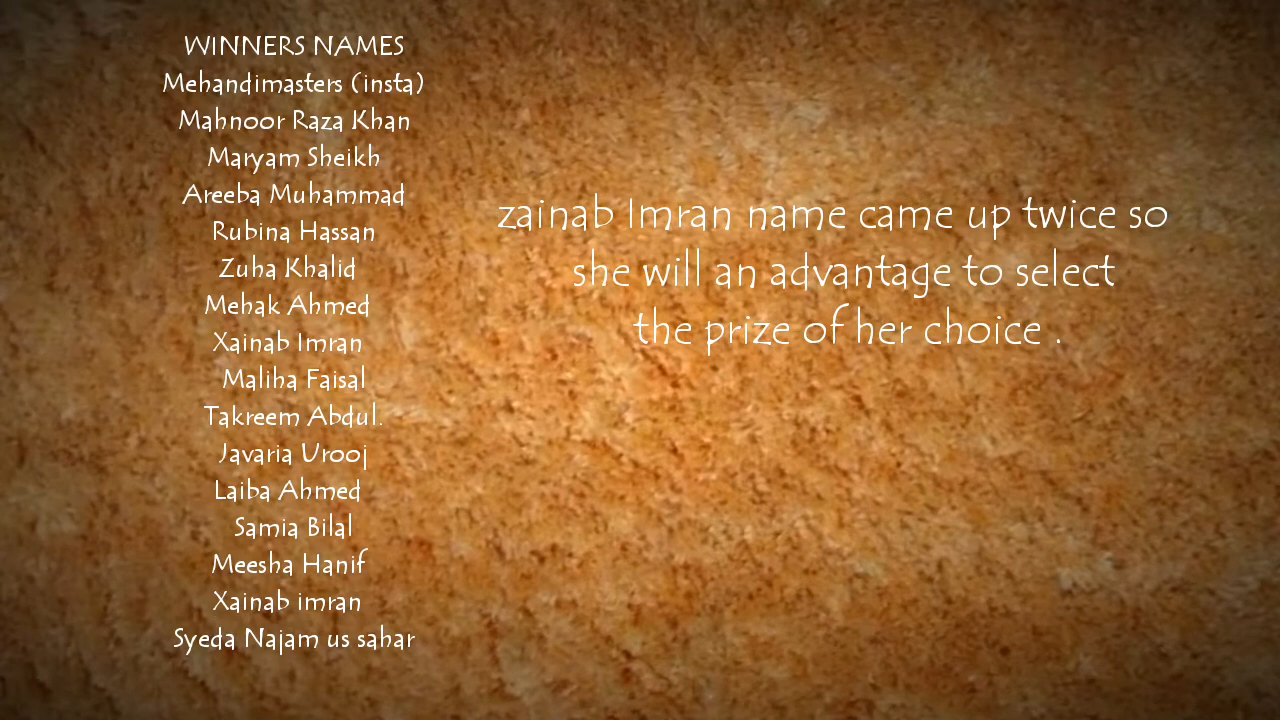 WINNERS NAMES
Mehandimasters (insta)
Mahnoor Raza Khan
Maryam Sheikh
Areeba Muhammad
Rubina Hassan
Zuha Khalid
Mehak Ahmed
Xainab Imran
Maliha Faisal
Takreem Abdul.
Javaria Urooj
Laiba Ahmed
Samia Bilal
Meesha Hanif
Xainab imran
Syeda Najam us sahar
zainab Imran name came up twice so
she will an advantage to select
the prize of her choice .